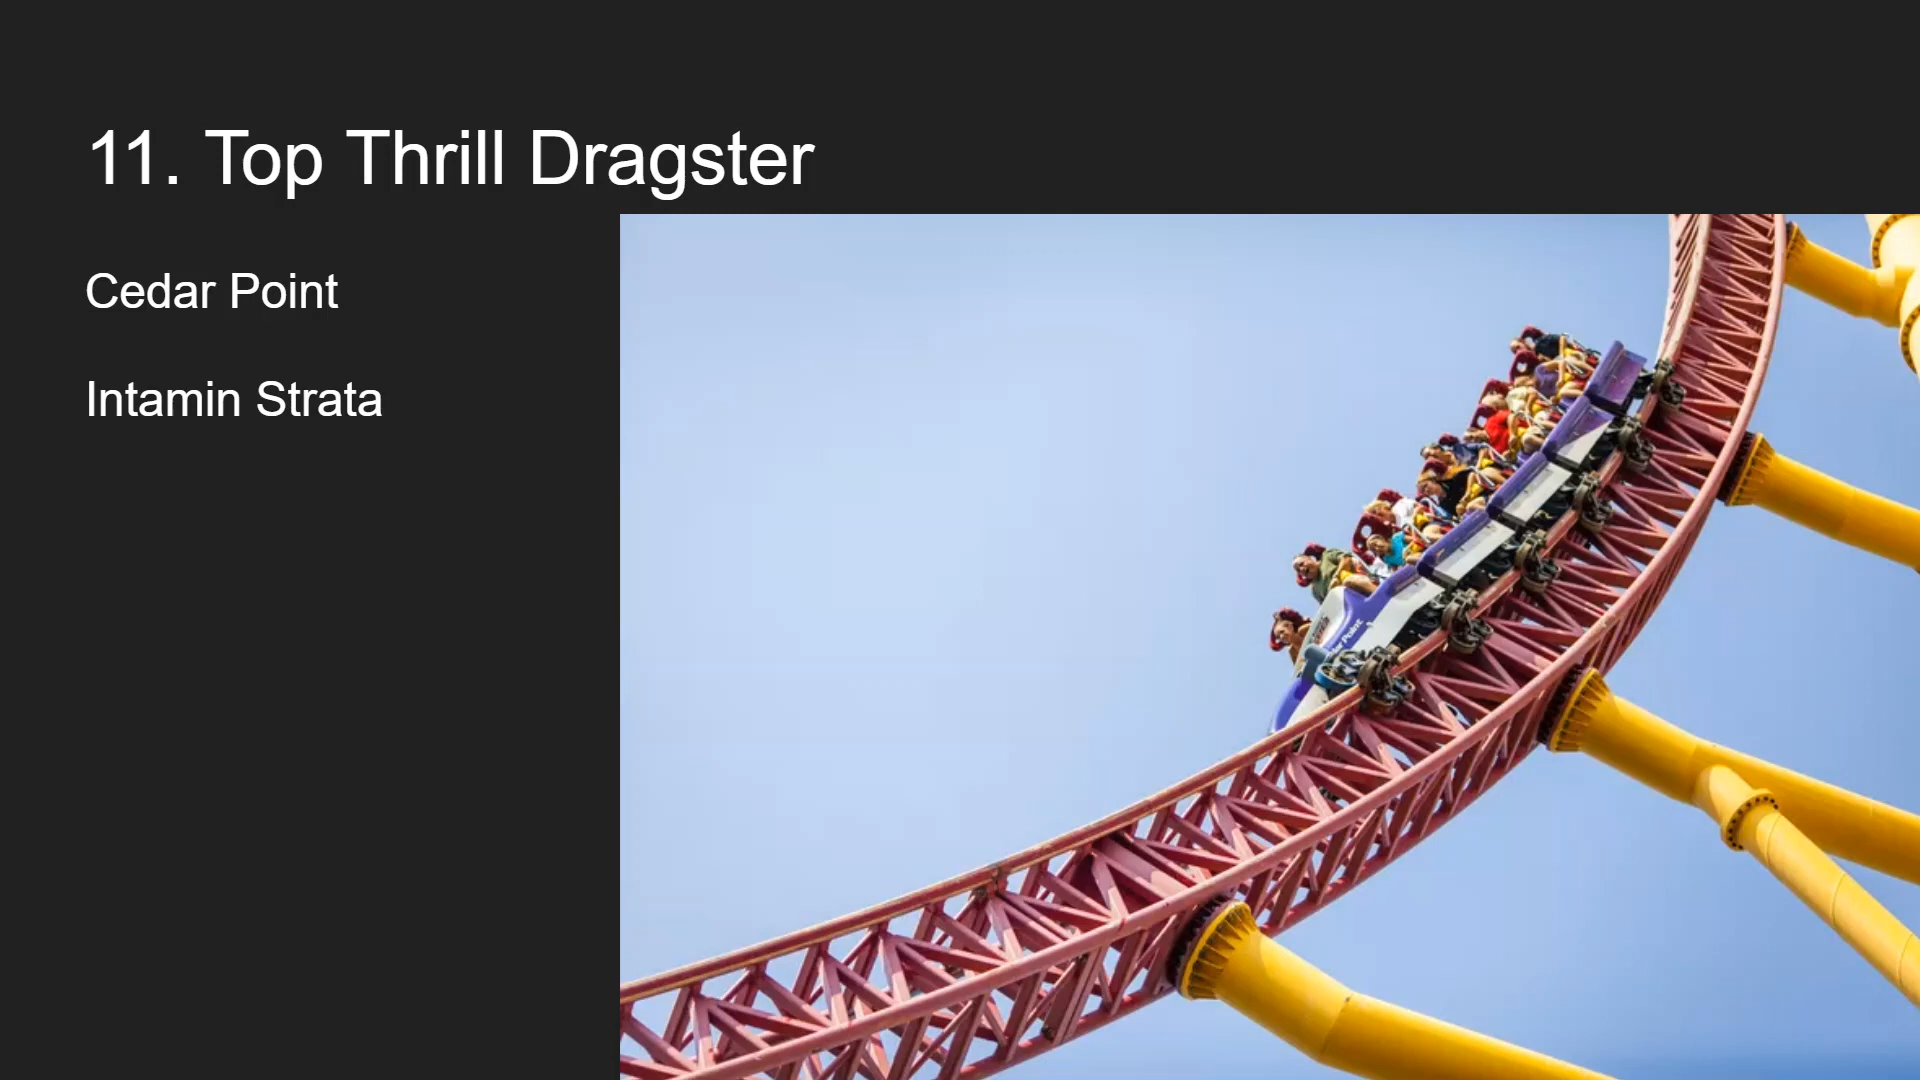 11. Top Thrill Dragster
Cedar Point
Intamin Strata